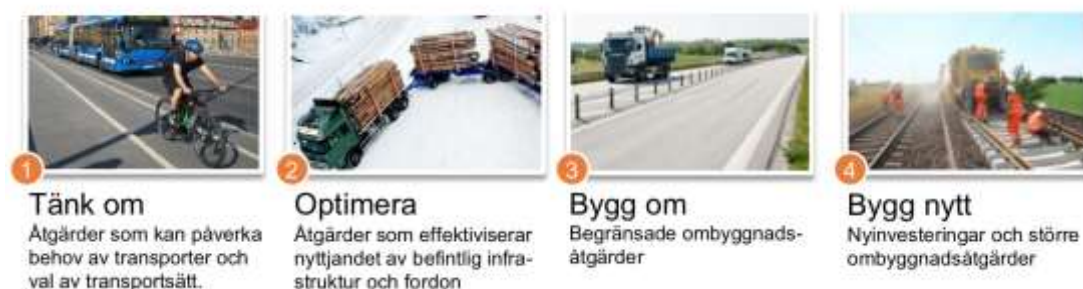 1
Tänk om
Åtgärder som kan påverka
behov av transporter och
val av transportsätt.
2
Optimera
Åtgärder som effektiviserar
nyttjandet av befintlig infra-
struktur och fordon
3
Bygg om
Begränsade ombyggnads-
åtgärder
4
Bygg nytt
Nyinvesteringar och större
ombyggnadsåtgärder